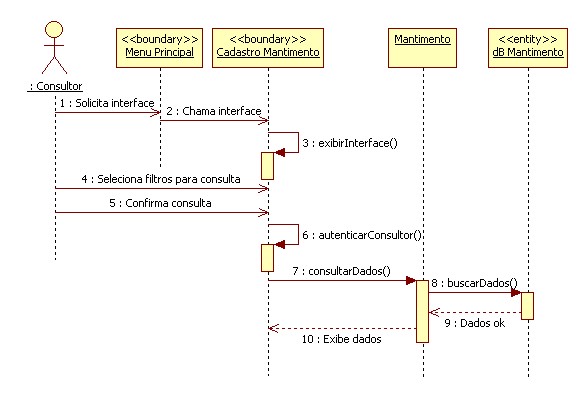 <<boundary>>
Menu Principal
<<boundary>>
Cadastro Mantimento
Mantimento
<<entity>>
dB Mantimento
: Consultor
1 : Solicita interface
2 : Chama interface
3 : exibirInterface()
4 : Seleciona filtros para consulta
5 : Confirma consulta
6 : autenticarConsultor()
7 : consultarDados()
8 : buscarDados()
9 : Dados ok
10 : Exibe dados